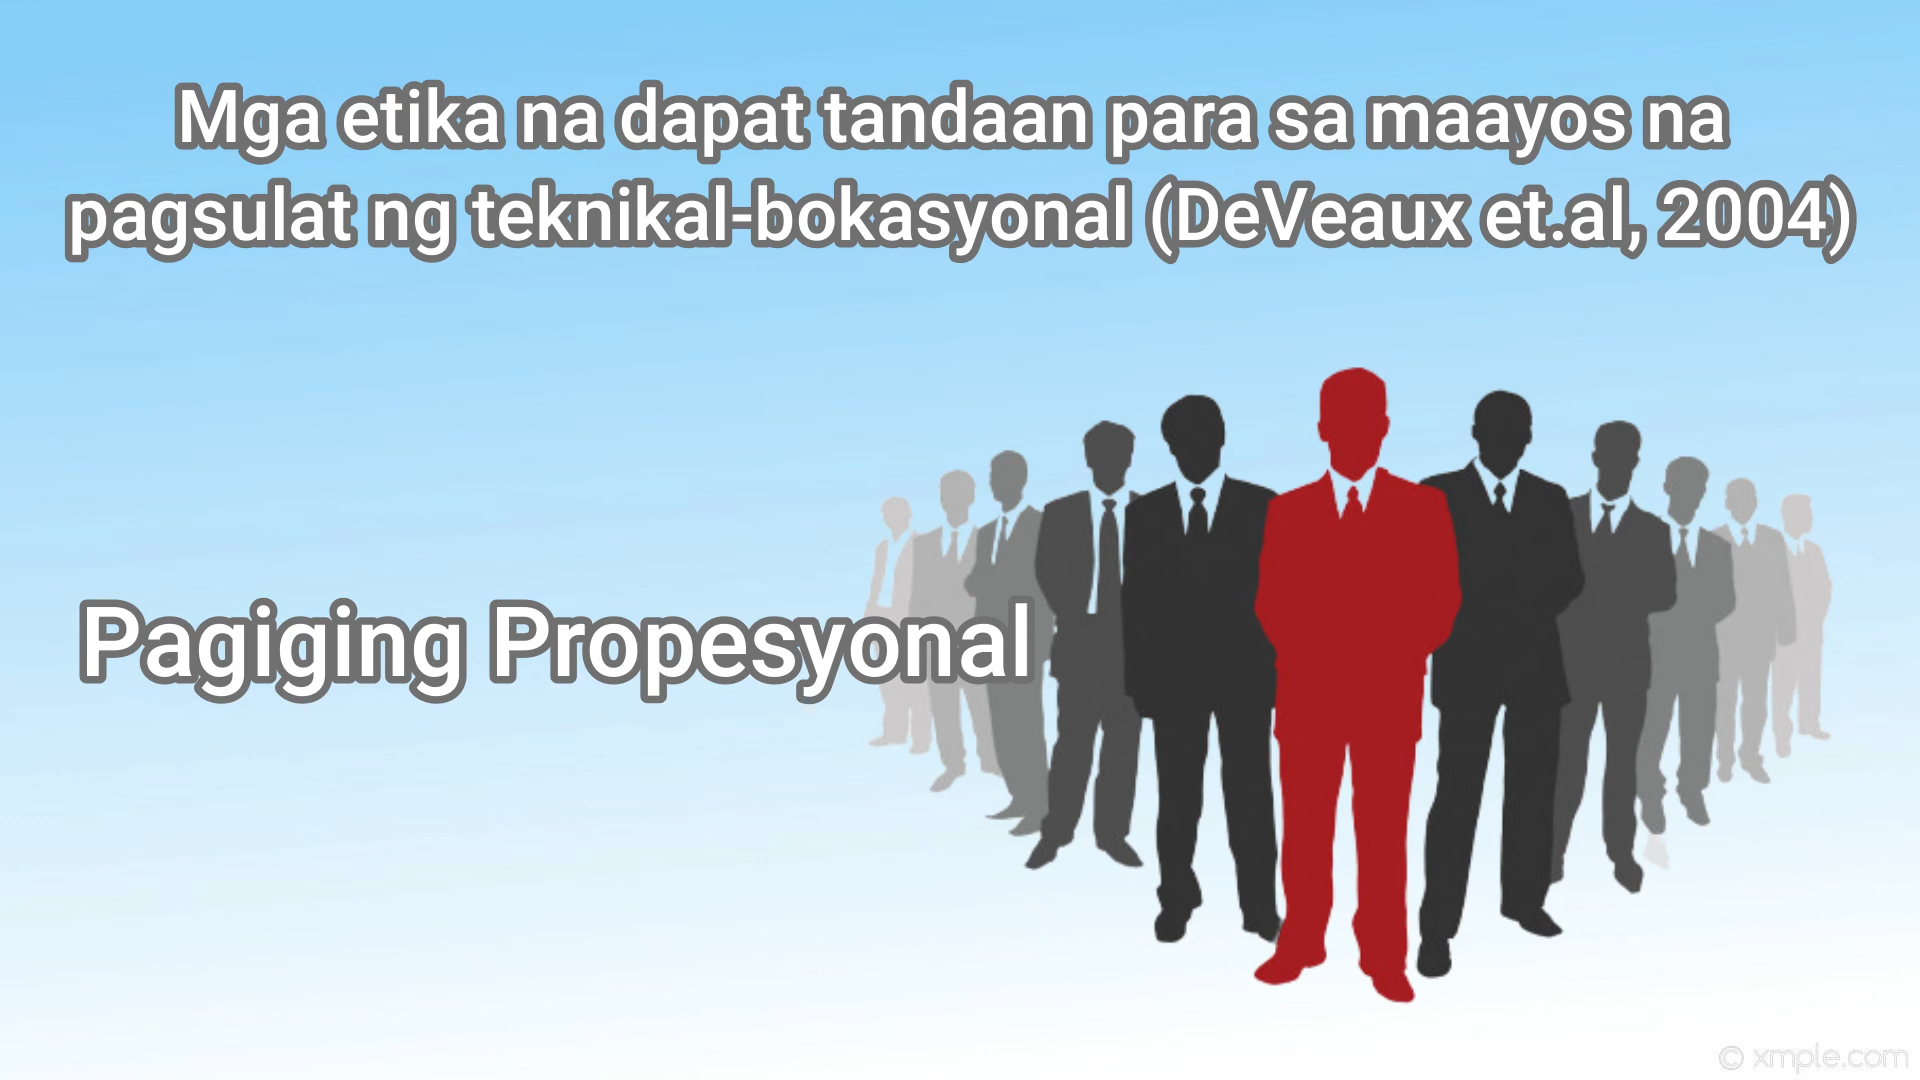 Mga etika na dapat tandaan para sa maayos na
pagsulat ng teknikal-bokasyonal (DeVeaux et.al, 2004)
Pagiging Propesyonal
© xmple.com